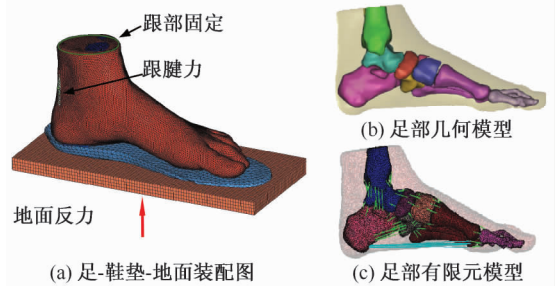 跟部固定
跟腱力
地面反力
(a) 足-鞋垫-地面装配图
(b) 足部几何模型
(c) 足部有限元模型